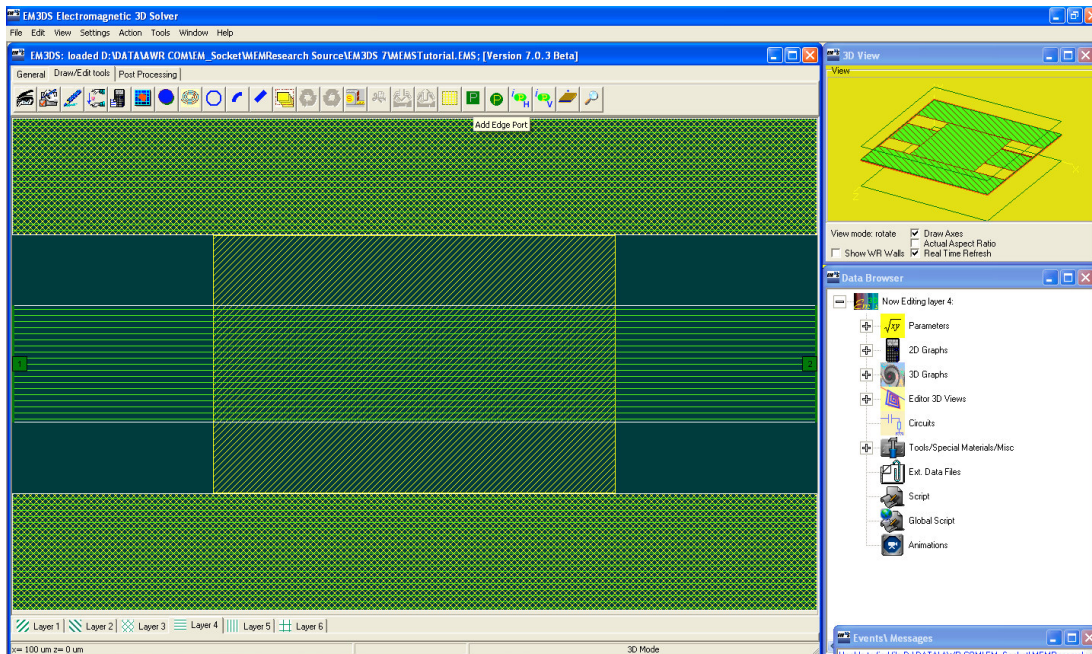 EM3DS Electromagnetic 3D Solver
File Edit View Settings Action Tools Window Help
EM3DS: loaded D:\DATA\AWR COM\EM_Socket\MEMResearch Source\EM3DS 7\MEMSTutorial.EMS; [Version 7.0.3 Beta]
General Draw/Edit tools Post Processing
Add Edge Port
1
2
Layer 1 Layer 2 Layer 3 Layer 4 Layer 5 Layer 6
x= 100 um z= 0 um 3D Mode
3D View
View
X
Z
View mode: rotate Draw Axes
Actual Aspect Ratio
Show WR Walls Real Time Refresh
Data Browser
Now Editing layer 4:
Parameters
2D Graphs
3D Graphs
Editor 3D Views
Circuits
Tools/Special Materials/Misc
Ext. Data Files
Script
Global Script
Animations
Events\ Messages